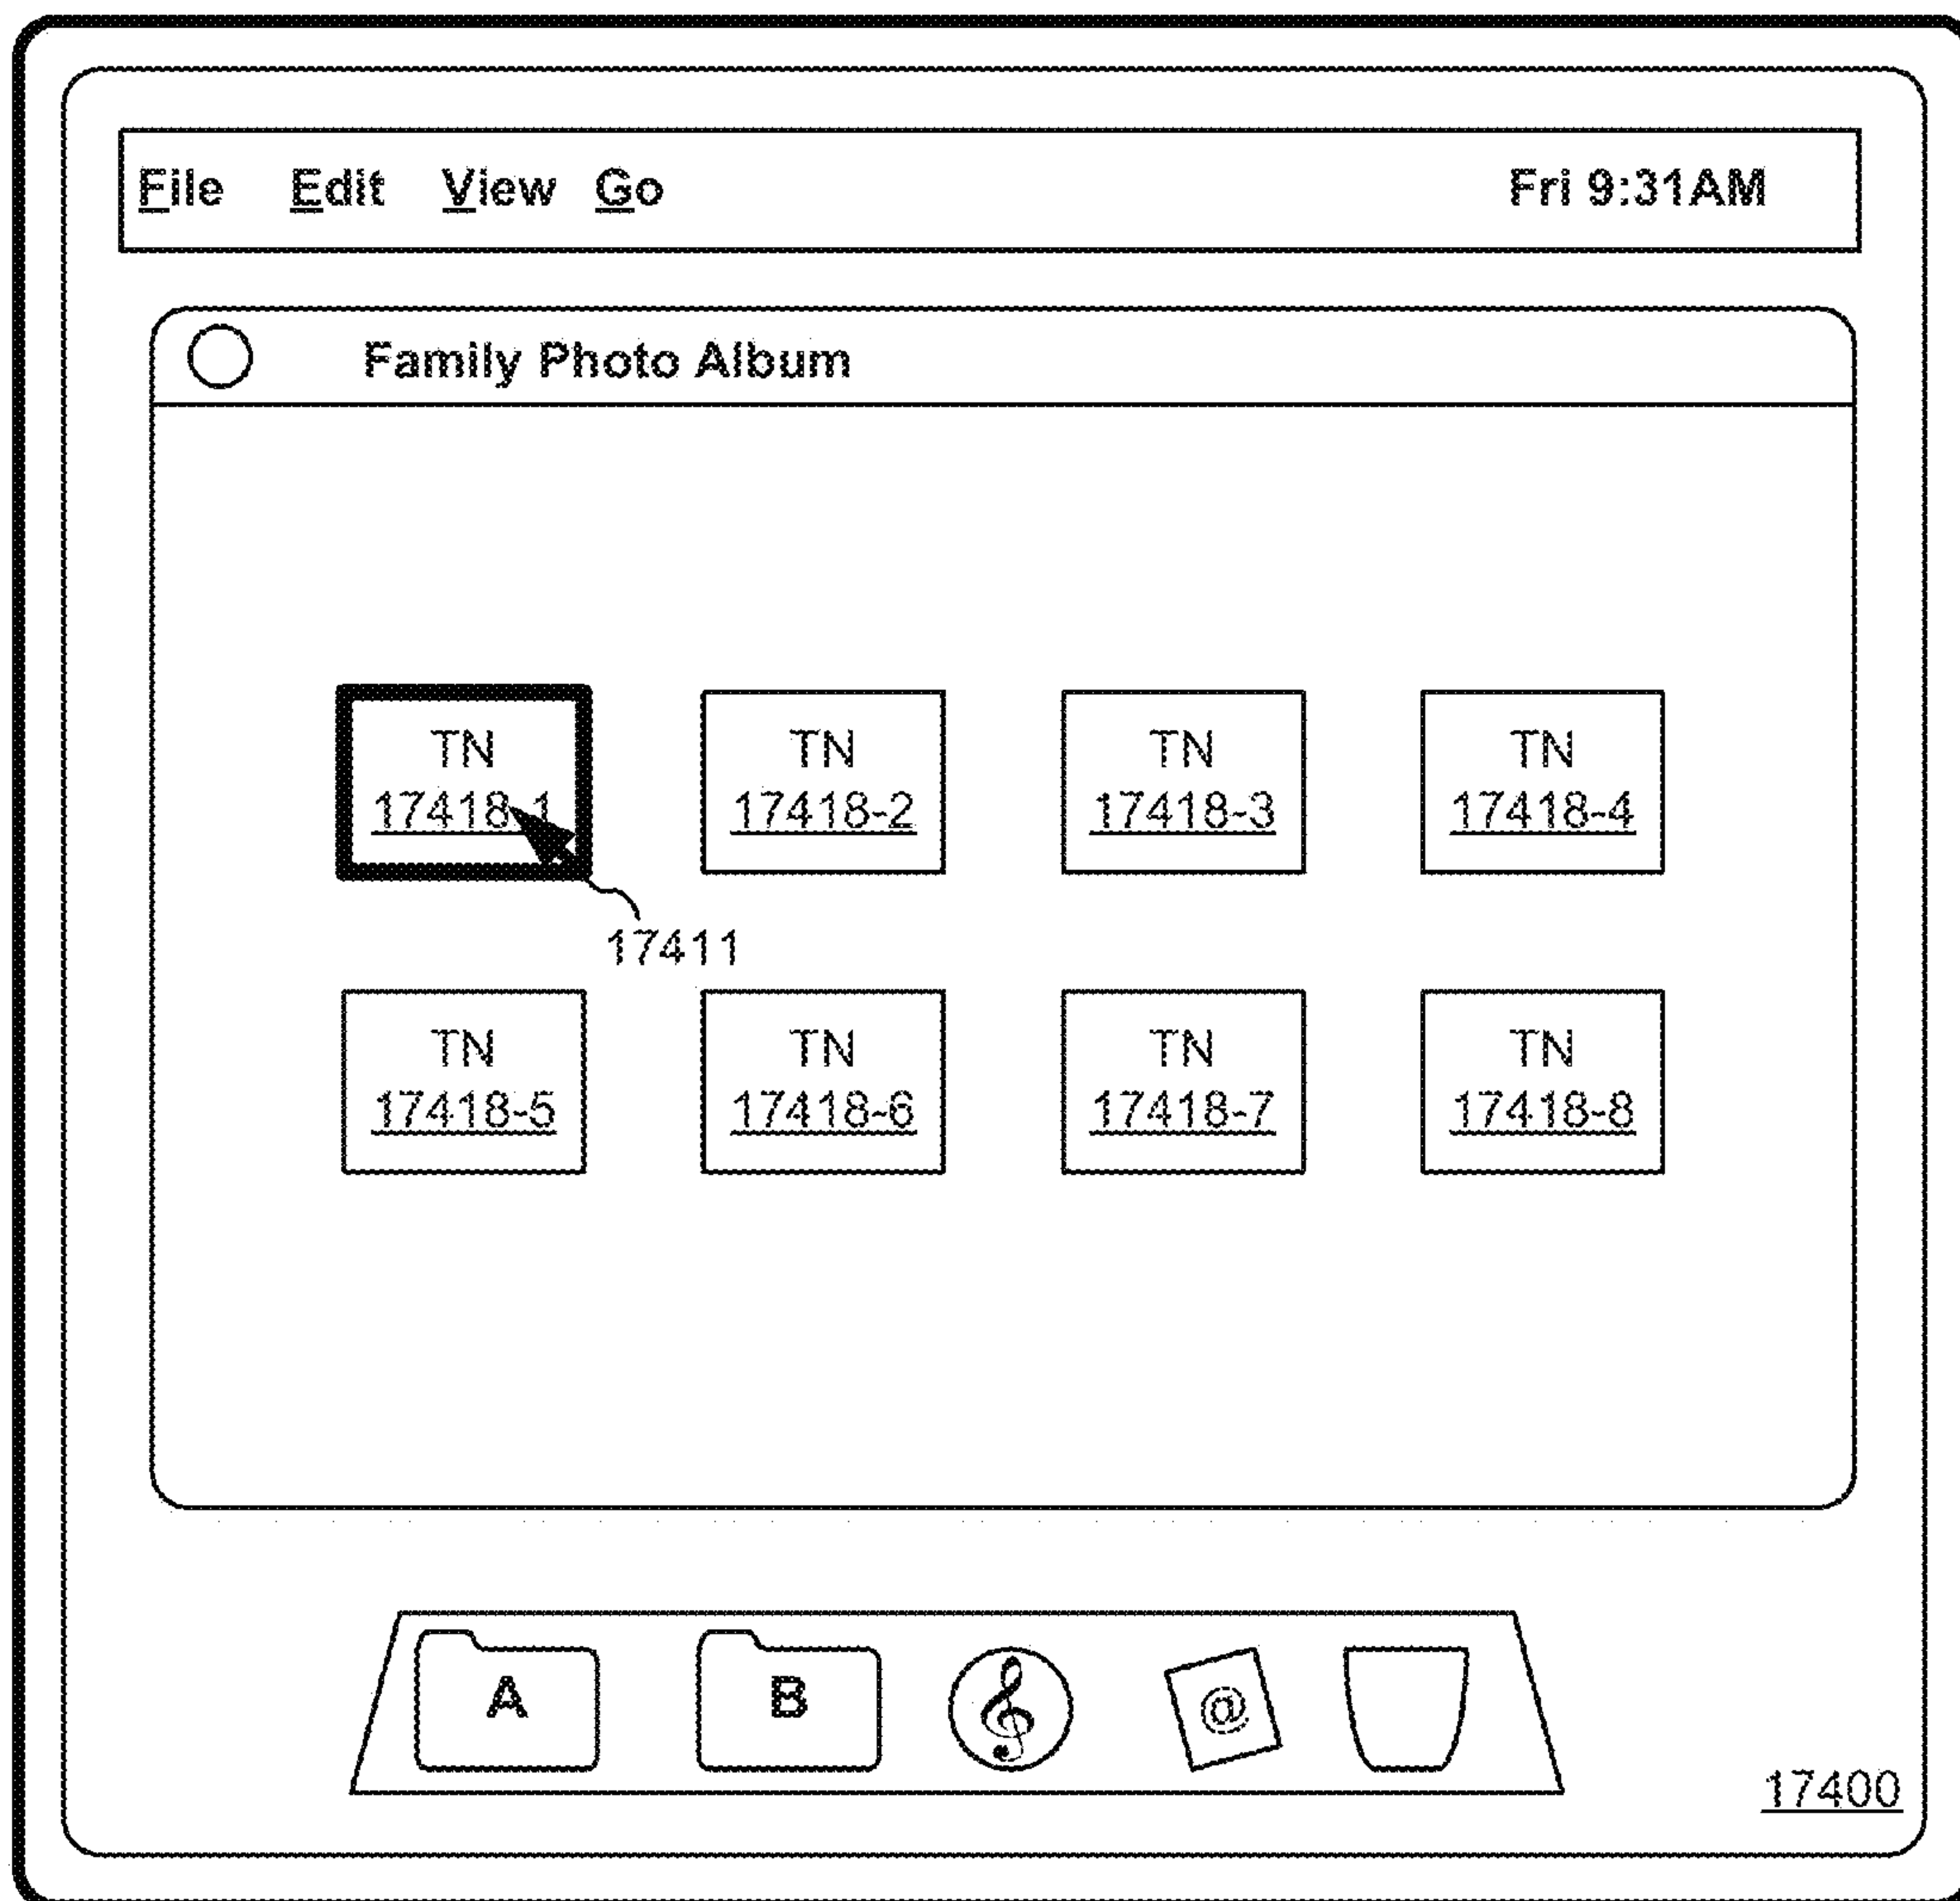 File Edit View Go Fri 9:31AM
Family Photo Album
TN TN TN TN
17418-1 17418-2 17418-3 17418-4
17411
TN TN TN TN
17418-5 17418-6 17418-7 17418-8
A B @
17400